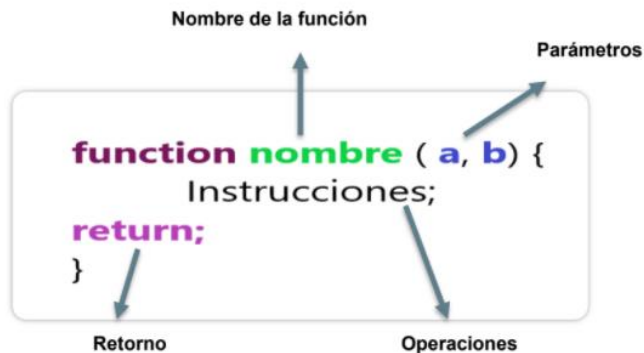 Nombre de la función
Parámetros
function nombre ( a, b) {
Instrucciones;
return;
}
Retorno
Operaciones